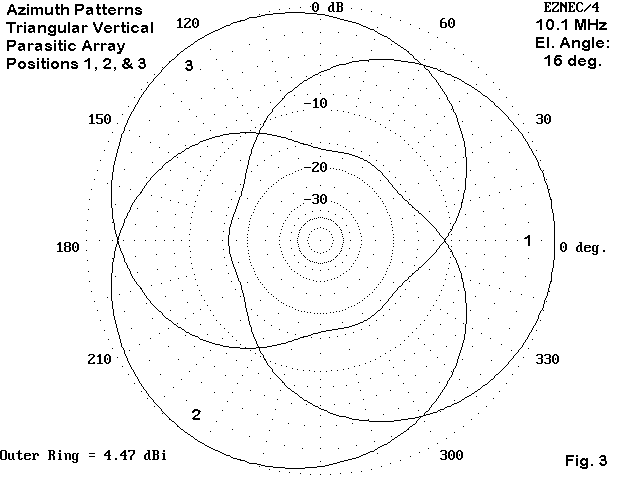 Azimuth Patterns
Triangular Vertical
Parasitic Array
Positions 1, 2, & 3
0 dB
EZNEC/4
10.1 MHz
El. Angle:
16 deg.
120
60
3
-10
150
30
-20
-30
180
1
0 deg.
210
330
2
300
Outer Ring = 4.47 dBi
Fig. 3